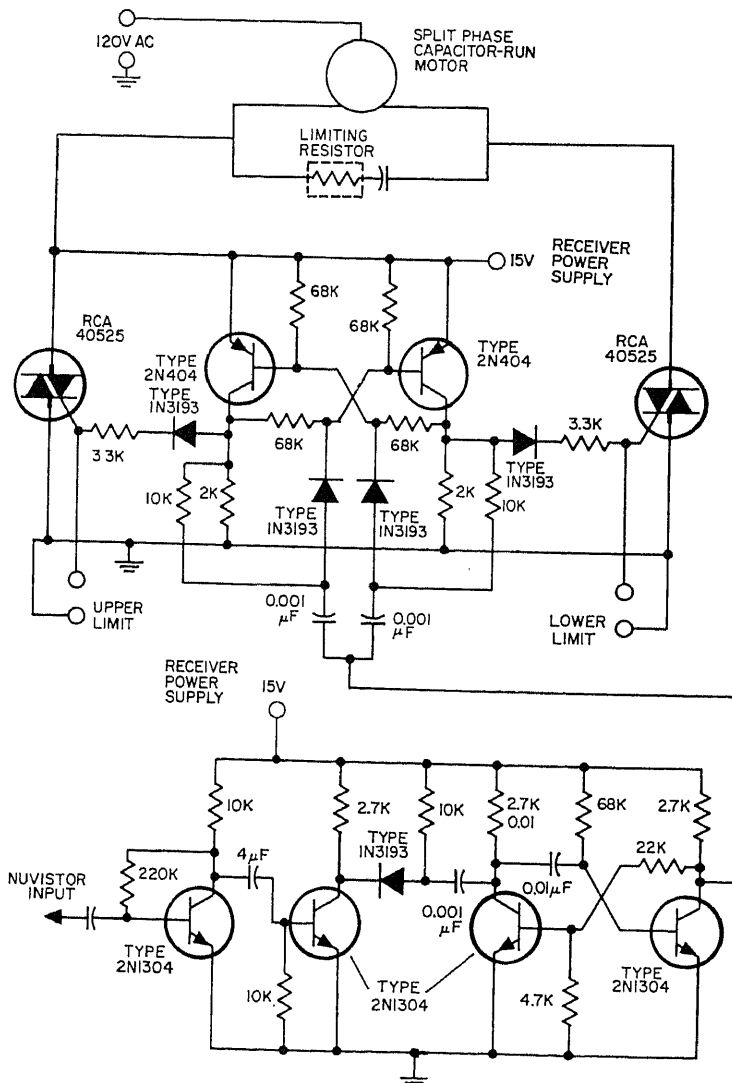 120V AC
SPLIT PHASE
CAPACITOR-RUN
MOTOR
LIMITING
RESISTOR
RECEIVER
POWER
SUPPLY
15V
RCA
40525
68K
68K
TYPE
2N404
TYPE
2N404
RCA
40525
TYPE
1N3193
3.3K
68K
68K
TYPE
1N3193
3.3K
10K
2K
TYPE
1N3193
TYPE
1N3193
2K
10K
UPPER
LIMIT
0.001
µF
0.001
µF
LOWER
LIMIT
RECEIVER
POWER
SUPPLY
15V
10K
2.7K
10K
2.7K
0.01
68K
2.7K
TYPE
1N3193
22K
NUVISTOR
INPUT
220K
4µF
0.001
µF
0.01µF
TYPE
2N1304
10K
TYPE
2N1304
4.7K
TYPE
2N1304